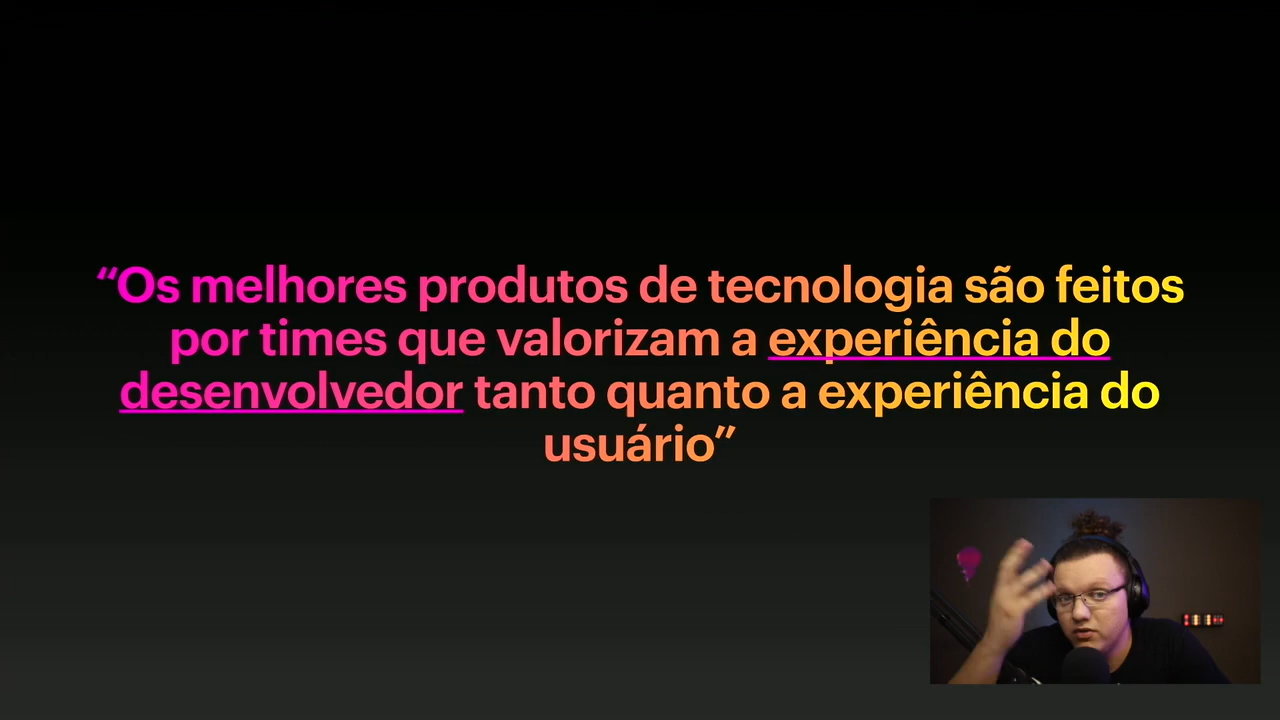 “Os melhores produtos de tecnologia são feitos
por times que valorizam a experiência do
desenvolvedor tanto quanto a experiência do
usuário”